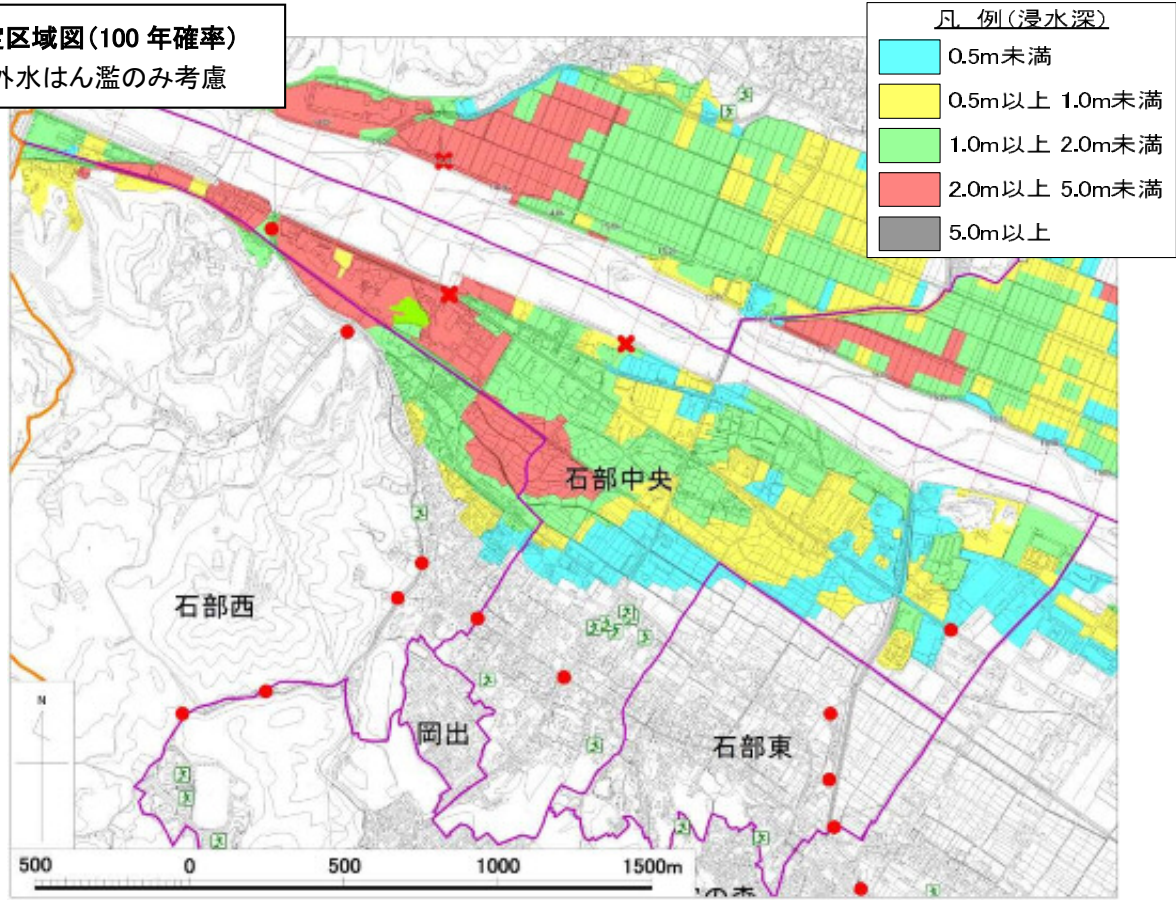 定区域図(100 年確率)
外水はん濫のみ考慮
凡 例(浸水深)
0.5m未満
0.5m以上 1.0m未満
1.0m以上 2.0m未満
2.0m以上 5.0m未満
5.0m以上
石部中央
石部西
岡出
石部東
の森
N
500 0 500 1000 1500m